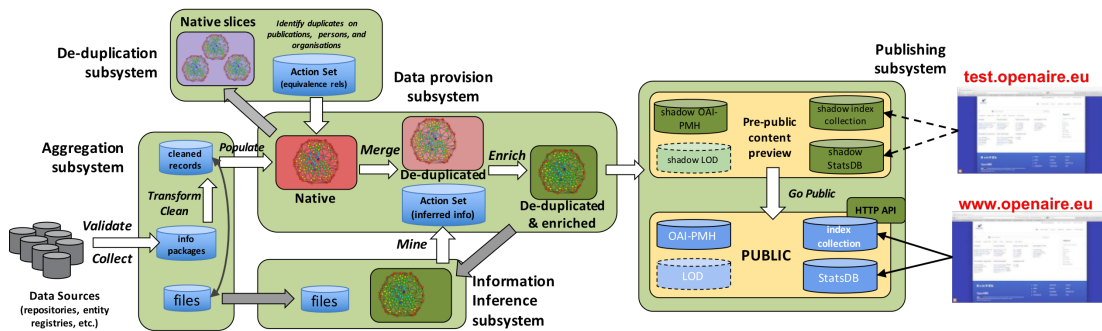 Native slices
Identify duplicates on
publications, persons, and
organisations
De-duplication
subsystem
Action Set
(equivalence rels)
Data provision
subsystem
Publishing
subsystem
test.openaire.eu
shadow OAI-
PMH
shadow index
collection
Pre-public
content
preview
shadow LOD
shadow
StatsDB
Aggregation
subsystem
cleaned
records
Populate
Merge
De-duplicated
Enrich
Native
Action Set
(inferred info)
De-duplicated
& enriched
Transform
Clean
Go Public
www.openaire.eu
HTTP API
Validate
Collect
info
packages
Mine
OAI-PMH
index
collection
PUBLIC
LOD
StatsDB
Data Sources
(repositories, entity
registries, etc.)
files
files
Information
Inference
subsystem